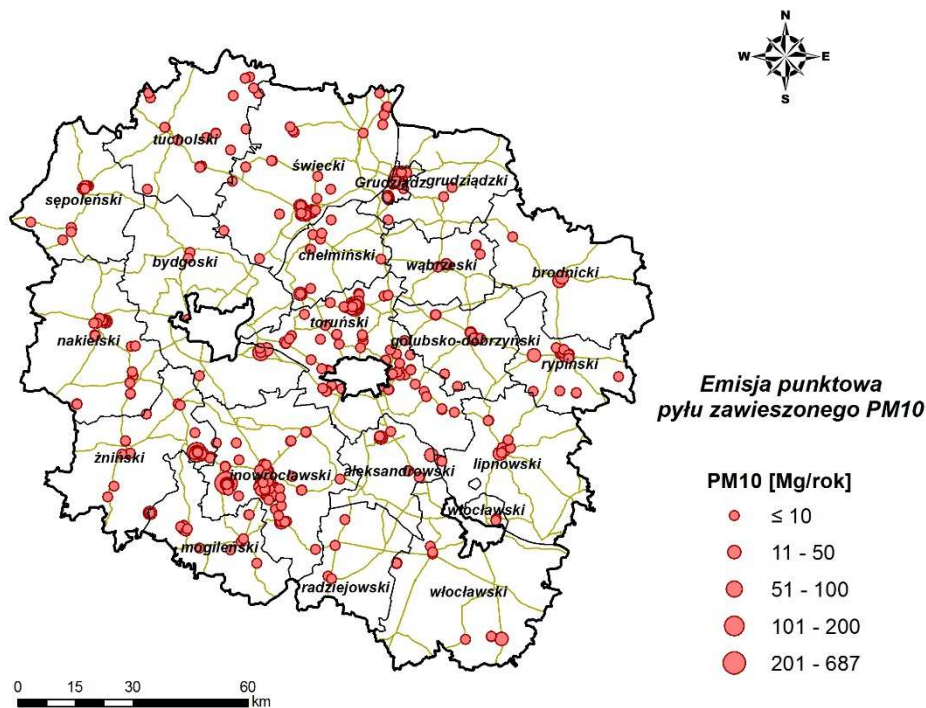 N
W E
S
tucholski
świecki
Grudziądz grudziądzki
sępoleński
bydgoski
chełmiński
wąbrzeski
brodnicki
toruński
nakielski
golubsko-dobrzyński
rypiński
Emisja punktowa
pyłu zawieszonego PM10
żniński
inowrocławski
aleksandrowski
lipnowski
PM10 [Mg/rok]
włocławski
≤ 10
mogileński
11 - 50
radziejowski
włocławski
51 - 100
101 - 200
201 - 687
0 15 30 60
km